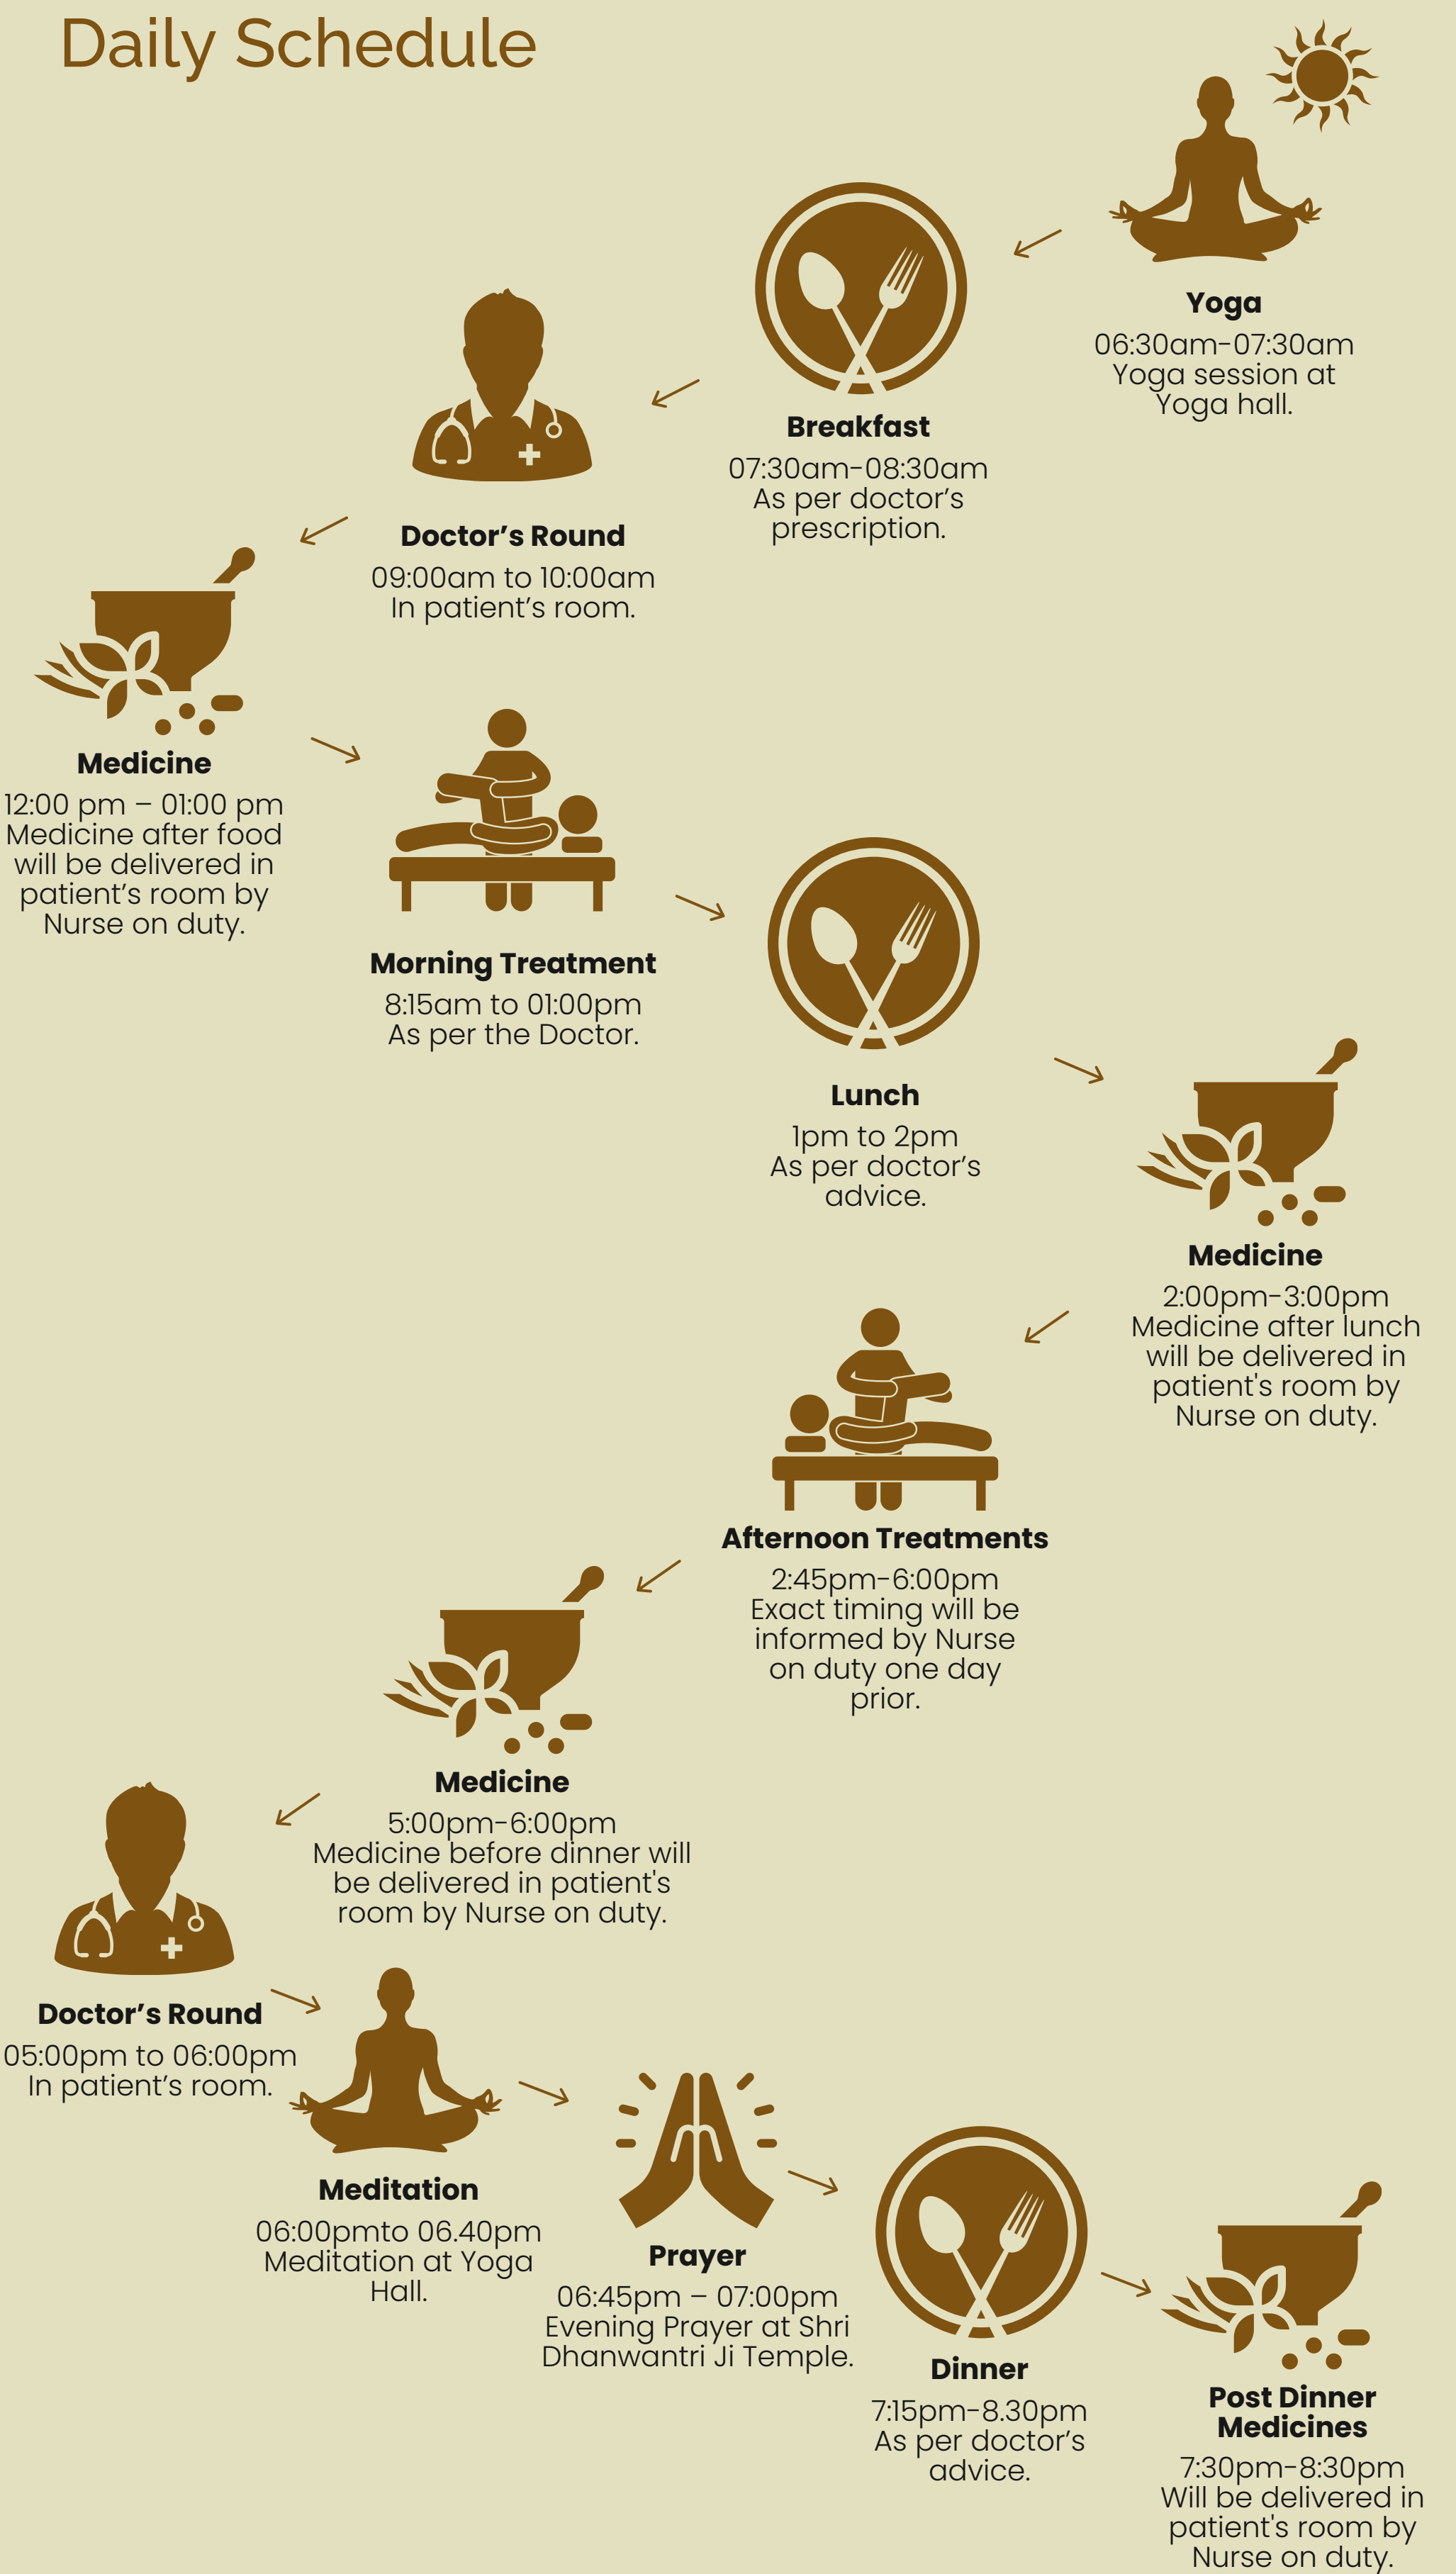 Daily Schedule
Yoga
06:30am-07:30am
Yoga session at
Yoga hall.
Breakfast
07:30am-08:30am
As per doctor’s
prescription.
Doctor’s Round
09:00am to 10:00am
In patient’s room.
Medicine
12:00 pm – 01:00 pm
Medicine after food
will be delivered in
patient’s room by
Nurse on duty.
Morning Treatment
8:15am to 01:00pm
As per the Doctor.
Lunch
1pm to 2pm
As per doctor’s
advice.
Medicine
2:00pm-3:00pm
Medicine after lunch
will be delivered in
patient's room by
Nurse on duty.
Afternoon Treatments
2:45pm-6:00pm
Exact timing will be
informed by Nurse
on duty one day
prior.
Medicine
5:00pm-6:00pm
Medicine before dinner will
be delivered in patient's
room by Nurse on duty.
Doctor’s Round
05:00pm to 06:00pm
In patient’s room.
Meditation
06:00pmto 06.40pm
Meditation at Yoga
Hall.
Prayer
06:45pm – 07:00pm
Evening Prayer at Shri
Dhanwantri Ji Temple.
Dinner
7:15pm-8.30pm
As per doctor’s
advice.
Post Dinner
Medicines
7:30pm-8:30pm
Will be delivered in
patient's room by
Nurse on duty.